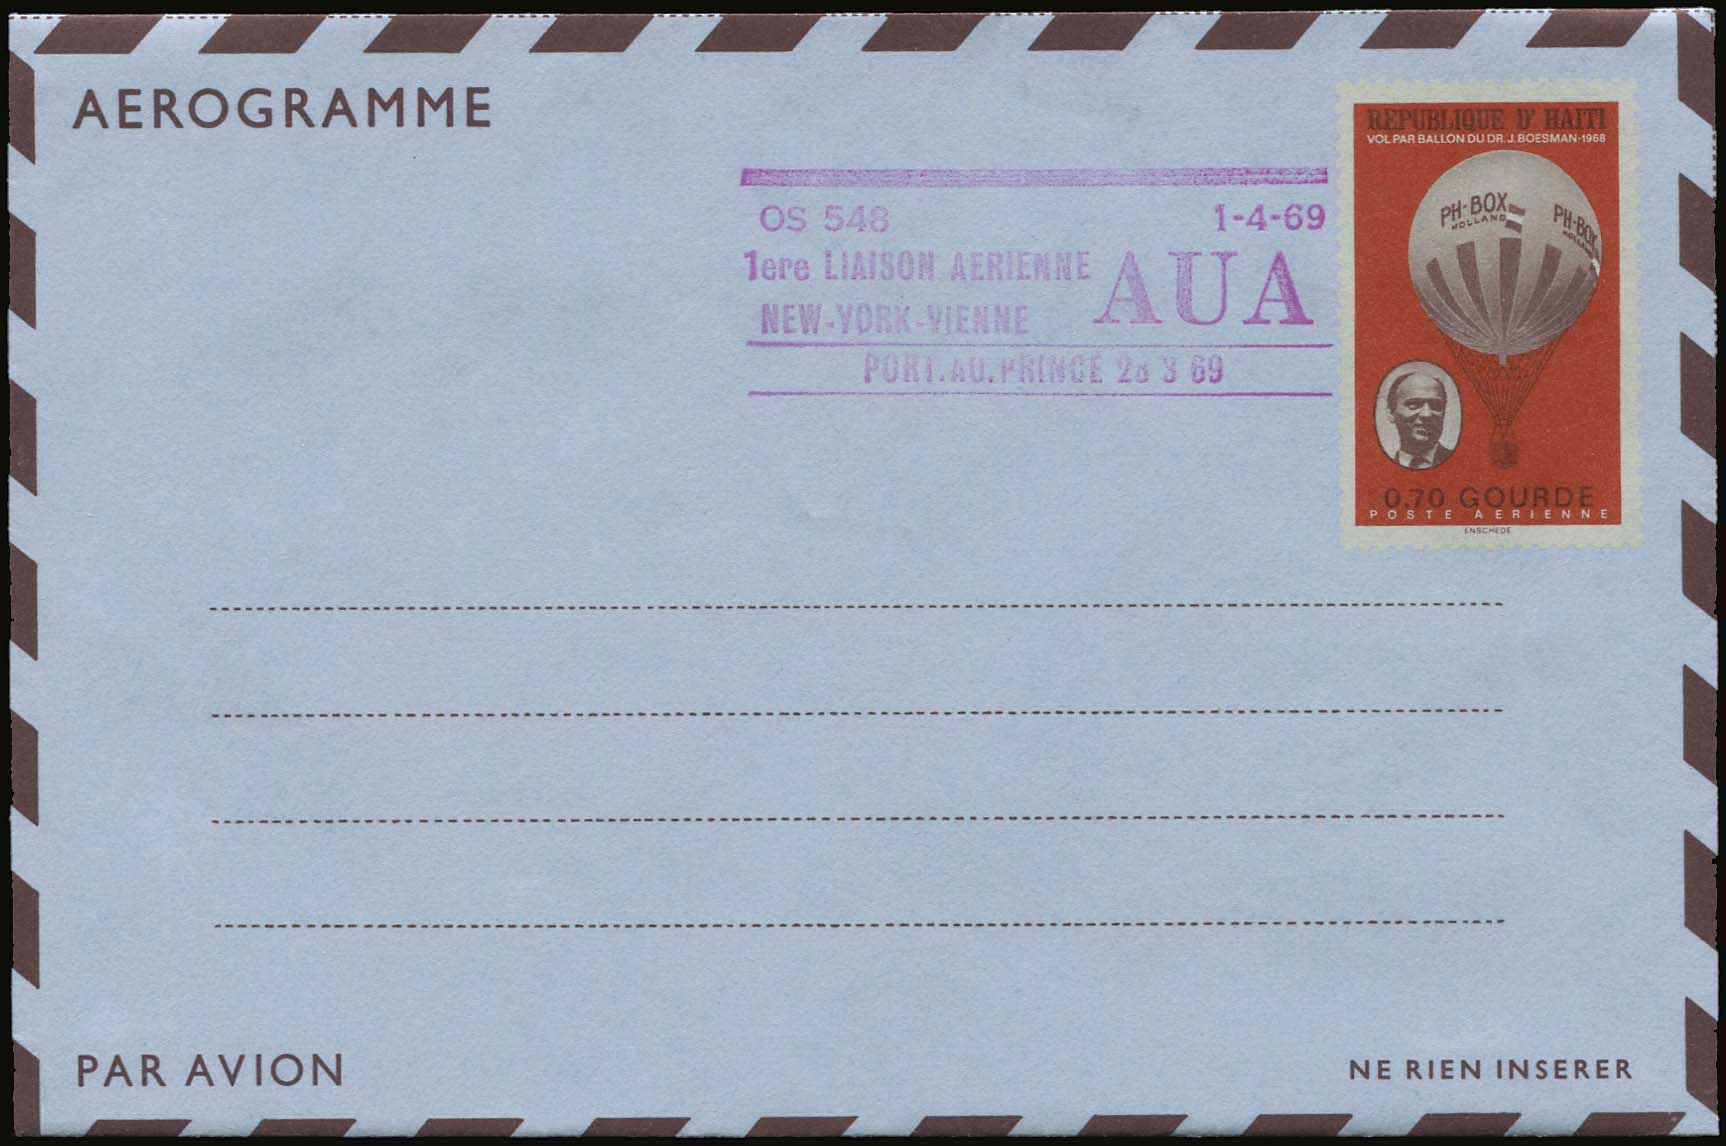 AEROGRAMME
REPUBLIQUE D' HAITI
VOL PAR BALLON DU DR. J. BOESMAN-1968
PH-BOX
HOLLAND
PH-BOX
HOLLAND
OS 548 1-4-69
1ere LIAISON AERIENNE AUA
NEW-YORK-VIENNE
PORT.AU.PRINCE 28 3 69
0.70 GOURDE
POSTE AERIENNE
ENSCHEDE
PAR AVION
NE RIEN INSERER